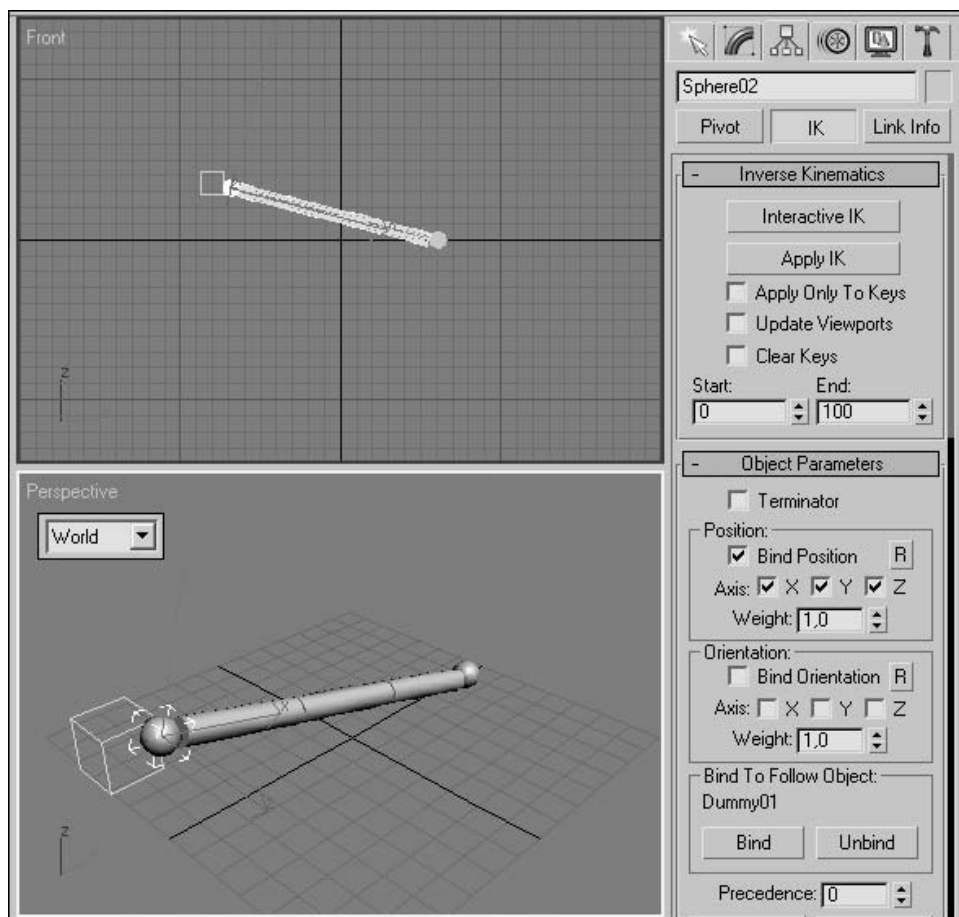 Front
z
Perspective
World
z
Sphere02
Pivot IK Link Info
- Inverse Kinematics
Interactive IK
Apply IK
Apply Only To Keys
Update Viewports
Clear Keys
Start: End:
0 100
- Object Parameters
Terminator
Position:
Bind Position R
Axis: X Y Z
Weight: 1,0
Orientation:
Bind Orientation R
Axis: X Y Z
Weight: 1,0
Bind To Follow Object:
Dummy01
Bind Unbind
Precedence: 0